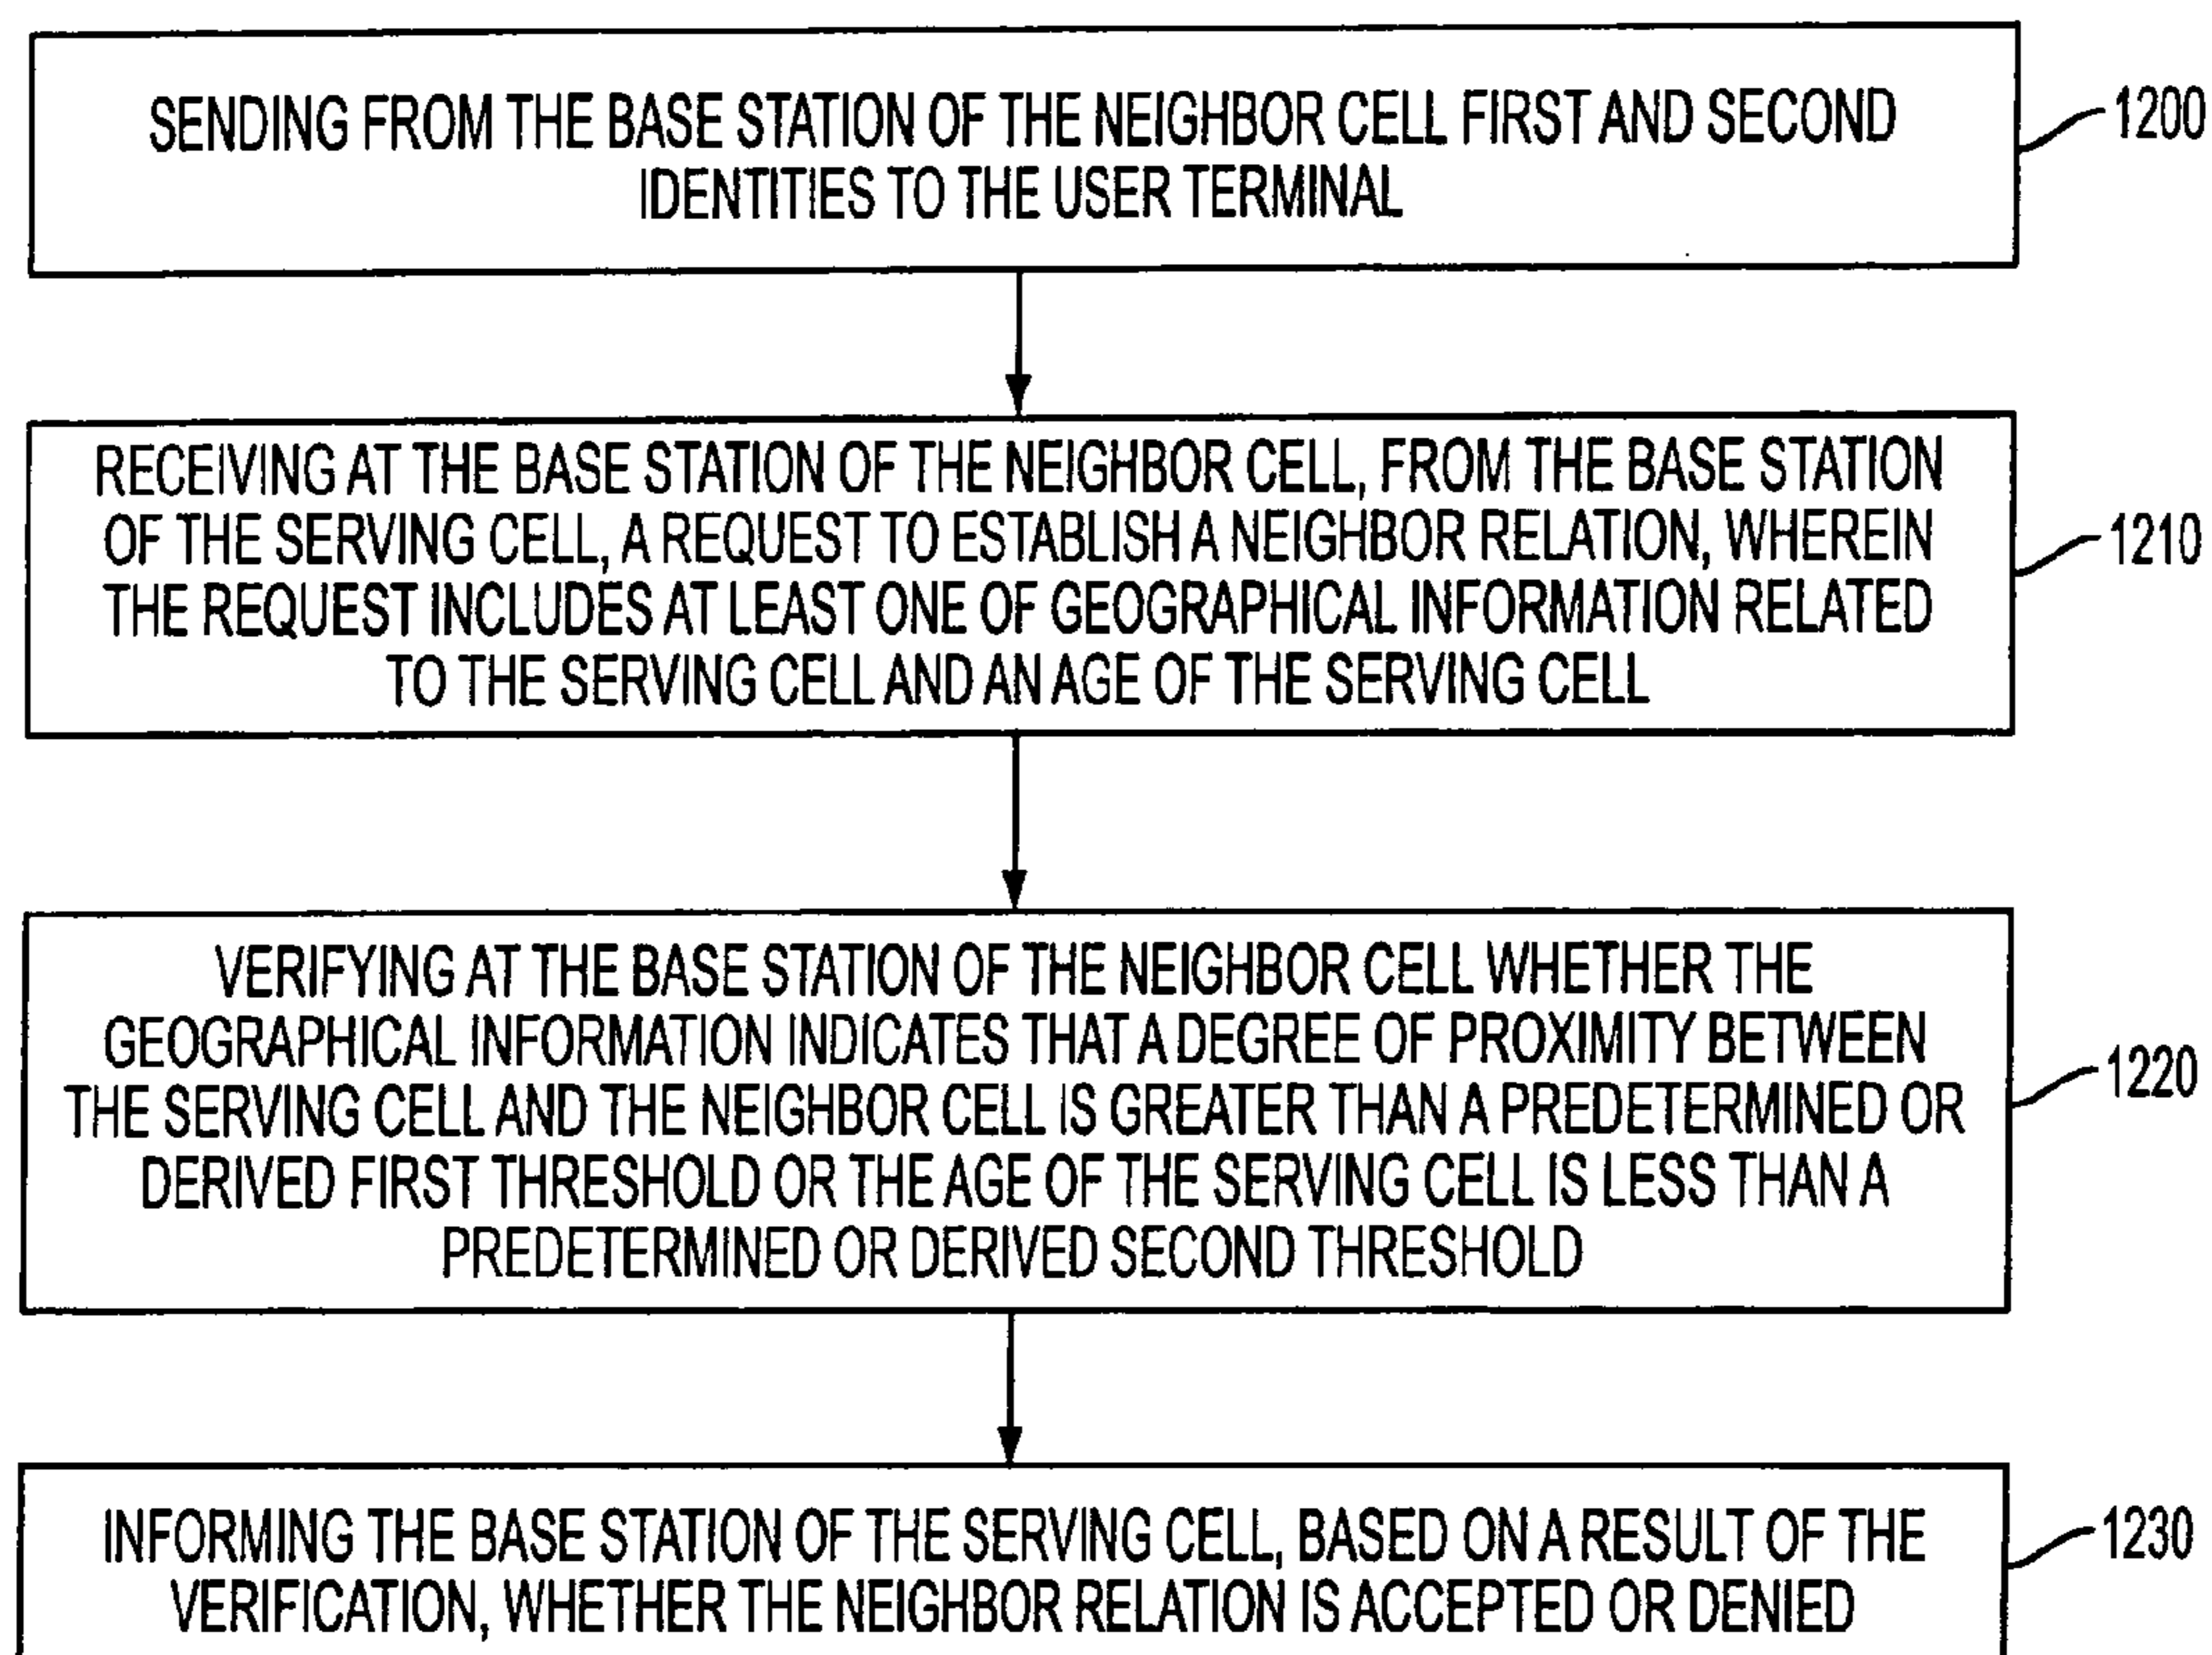 SENDING FROM THE BASE STATION OF THE NEIGHBOR CELL FIRST AND SECOND
IDENTITIES TO THE USER TERMINAL
1200
RECEIVING AT THE BASE STATION OF THE NEIGHBOR CELL, FROM THE BASE STATION
OF THE SERVING CELL, A REQUEST TO ESTABLISH A NEIGHBOR RELATION, WHEREIN
THE REQUEST INCLUDES AT LEAST ONE OF GEOGRAPHICAL INFORMATION RELATED
TO THE SERVING CELL AND AN AGE OF THE SERVING CELL
1210
VERIFYING AT THE BASE STATION OF THE NEIGHBOR CELL WHETHER THE
GEOGRAPHICAL INFORMATION INDICATES THAT A DEGREE OF PROXIMITY BETWEEN
THE SERVING CELL AND THE NEIGHBOR CELL IS GREATER THAN A PREDETERMINED OR
DERIVED FIRST THRESHOLD OR THE AGE OF THE SERVING CELL IS LESS THAN A
PREDETERMINED OR DERIVED SECOND THRESHOLD
1220
INFORMING THE BASE STATION OF THE SERVING CELL, BASED ON A RESULT OF THE
VERIFICATION, WHETHER THE NEIGHBOR RELATION IS ACCEPTED OR DENIED
1230